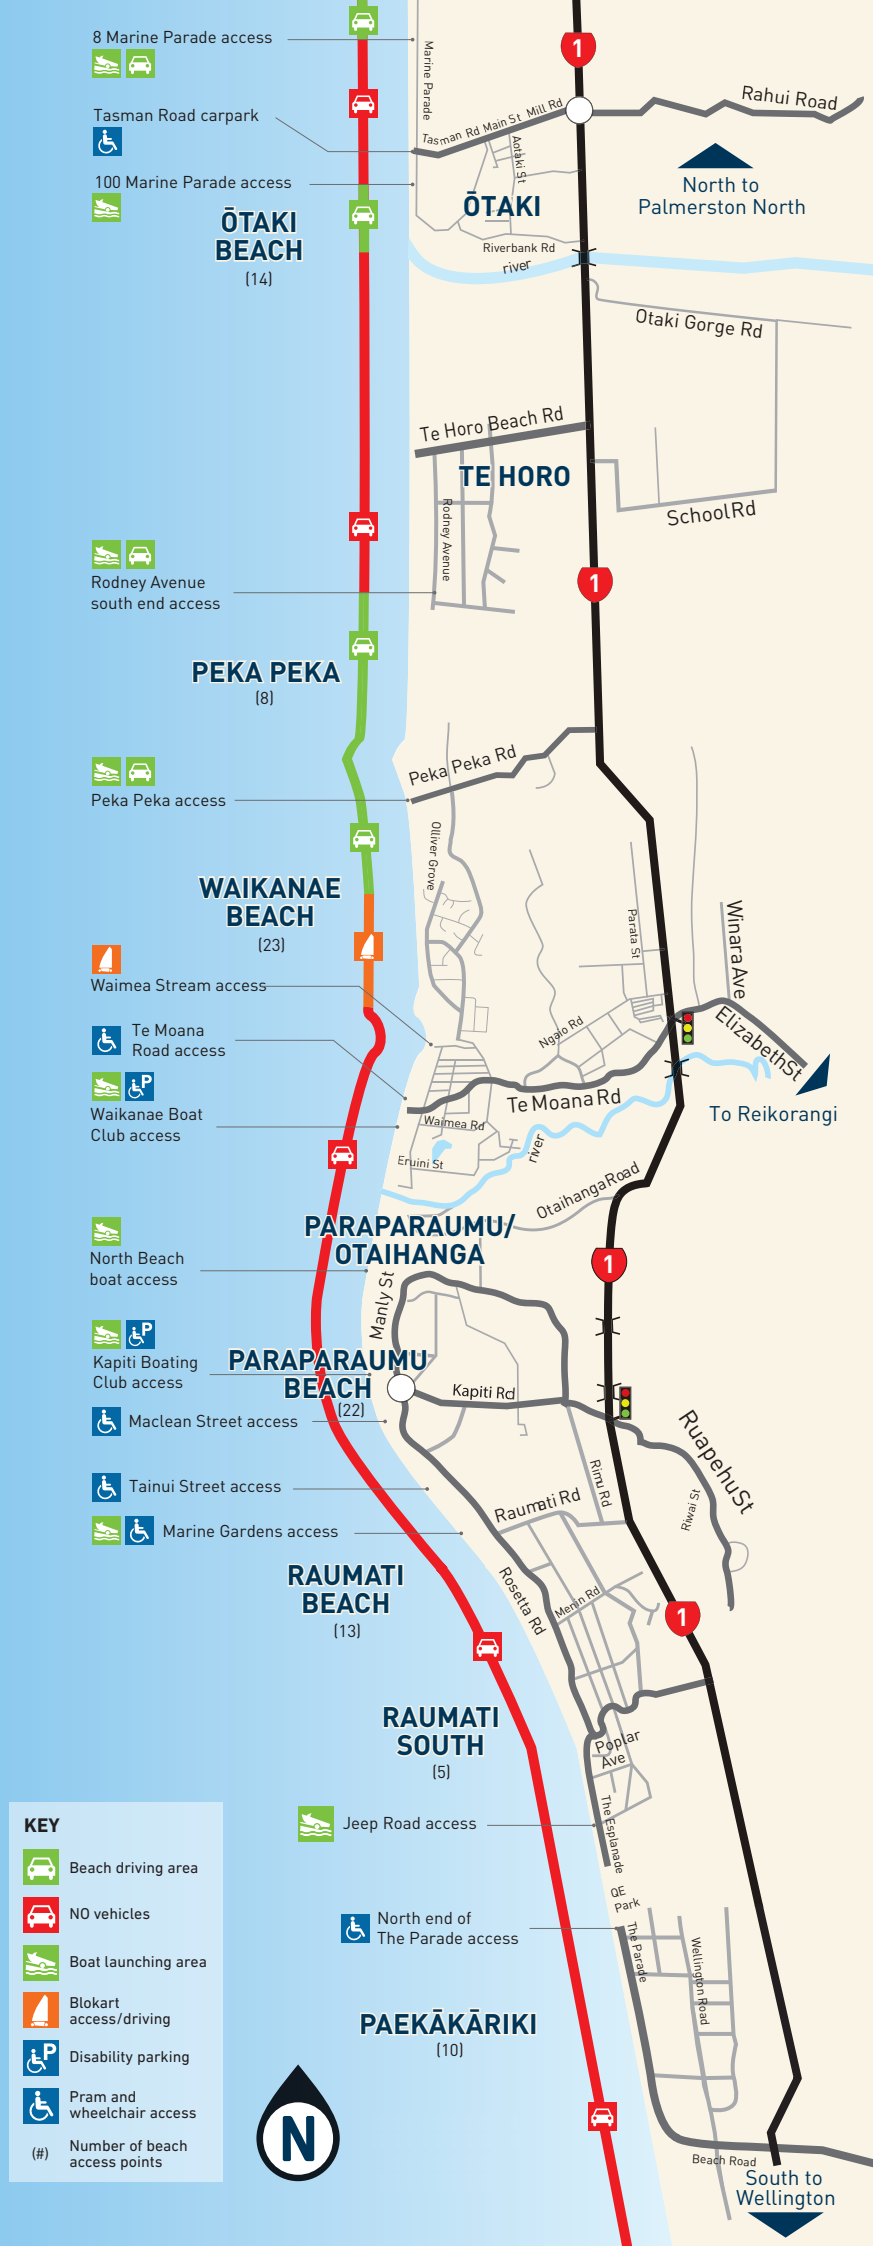 8 Marine Parade access
Marine Parade
1
Rahui Road
Tasman Road carpark
Tasman Rd Main St Mill Rd
Aotaki St
100 Marine Parade access
North to
Palmerston North
ŌTAKI
ŌTAKI
BEACH
(14)
Riverbank Rd
river
Otaki Gorge Rd
Te Horo Beach Rd
TE HORO
School Rd
Rodney Avenue
Rodney Avenue
south end access
1
PEKA PEKA
(8)
Peka Peka Rd
Peka Peka access
Olliver Grove
WAIKANAE
BEACH
(23)
Parata St
Winara Ave
Waimea Stream access
Elizabeth St
Ngaio Rd
Te Moana
Road access
P
Waikanae Boat
Club access
Te Moana Rd
To Reikorangi
Waimea Rd
river
Eruini St
Otaihanga Road
PARAPARAUMU/
OTAIHANGA
North Beach
boat access
1
Manly St
P
Kapiti Boating
Club access
PARAPARAUMU
BEACH
(22)
Kapiti Rd
Maclean Street access
Ruapehu St
Rimu Rd
Riwai St
Tainui Street access
Raumati Rd
Marine Gardens access
RAUMATI
BEACH
(13)
Rosetta Rd
Menin Rd
1
RAUMATI
SOUTH
(5)
Poplar
Ave
Jeep Road access
The Esplanade
QE
Park
North end of
The Parade access
The Parade
Wellington Road
PAEKĀKĀRIKI
(10)
Beach Road
South to
Wellington
N
KEY
Beach driving area
NO vehicles
Boat launching area
Blokart
access/driving
P
Disability parking
Pram and
wheelchair access
(#)
Number of beach
access points